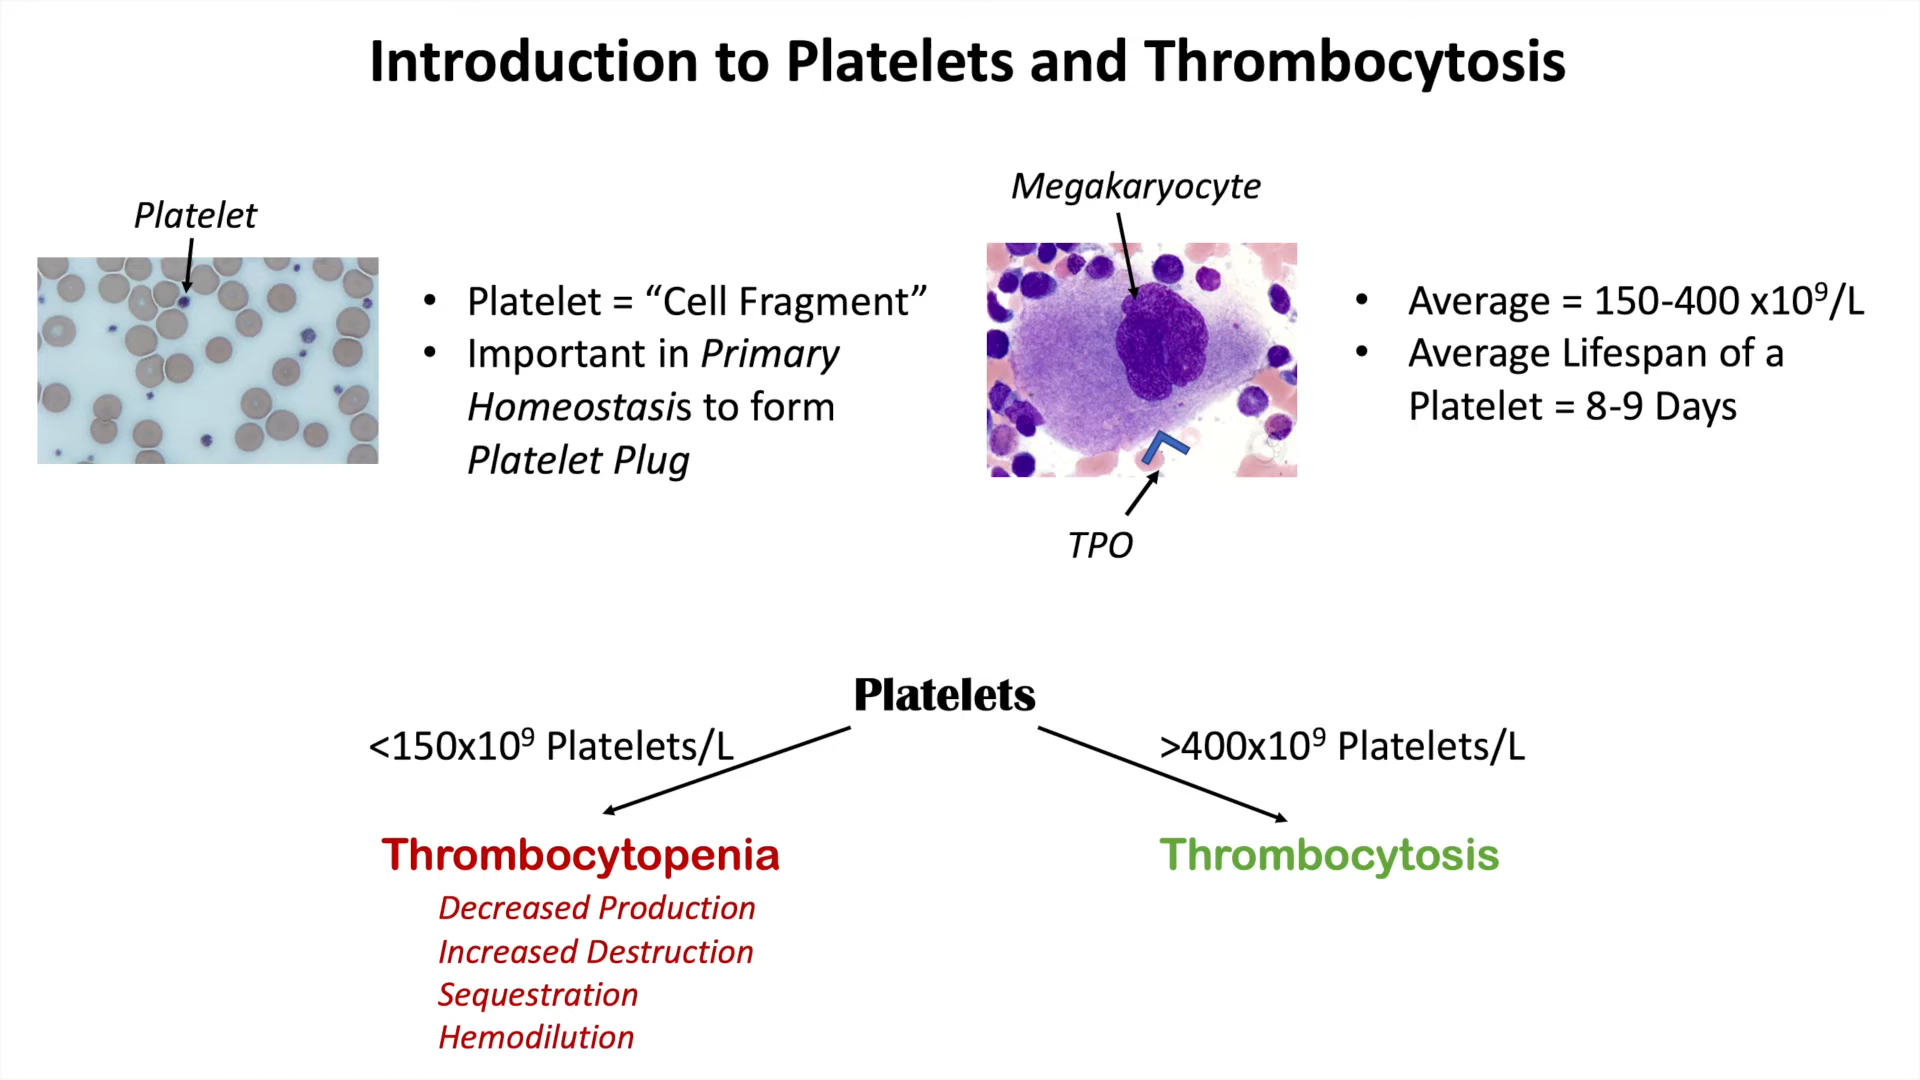 Introduction to Platelets and Thrombocytosis
Platelet
• Platelet = “Cell Fragment”
• Important in Primary
Homeostasis to form
Platelet Plug
Megakaryocyte
TPO
• Average = 150-400 x10⁹/L
• Average Lifespan of a
Platelet = 8-9 Days
Platelets
<150x10⁹ Platelets/L
>400x10⁹ Platelets/L
Thrombocytopenia
Decreased Production
Increased Destruction
Sequestration
Hemodilution
Thrombocytosis